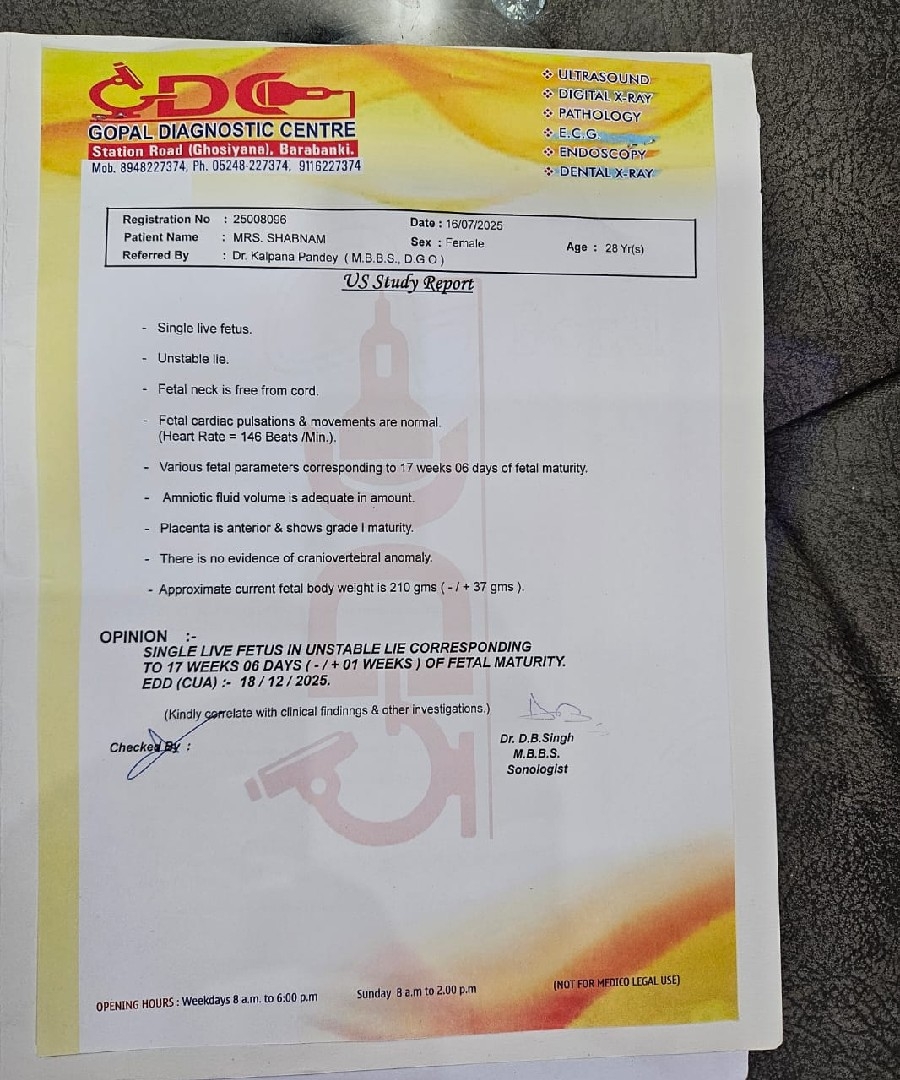 GDC
GOPAL DIAGNOSTIC CENTRE
Station Road (Ghosiyana), Barabanki.
Mob. 8948227374, Ph. 05248-227374, 9116227374
❖ ULTRASOUND
❖ DIGITAL X-RAY
❖ PATHOLOGY
❖ E.C.G.
❖ ENDOSCOPY
❖ DENTAL X-RAY
Registration No : 25008096 Date : 16/07/2025
Patient Name : MRS. SHABNAM Sex : Female Age : 28 Yr(s)
Referred By : Dr. Kalpana Pandey ( M.B.B.S., D.G.O )
US Study Report
- Single live fetus.
- Unstable lie.
- Fetal neck is free from cord.
- Fetal cardiac pulsations & movements are normal.
(Heart Rate = 146 Beats /Min.).
- Various fetal parameters corresponding to 17 weeks 06 days of fetal maturity.
- Amniotic fluid volume is adequate in amount.
- Placenta is anterior & shows grade I maturity.
- There is no evidence of craniovertebral anomaly.
- Approximate current fetal body weight is 210 gms ( - / + 37 gms ).
OPINION :-
SINGLE LIVE FETUS IN UNSTABLE LIE CORRESPONDING
TO 17 WEEKS 06 DAYS ( - / + 01 WEEKS ) OF FETAL MATURITY.
EDD (CUA) :- 18 / 12 / 2025.
(Kindly correlate with clinical findinngs & other investigations.)
Checked By :
Dr. D.B.Singh
M.B.B.S.
Sonologist
OPENING HOURS : Weekdays 8 a.m. to 6:00 p.m Sunday 8 a.m to 2.00 p.m (NOT FOR MEDICO LEGAL USE)